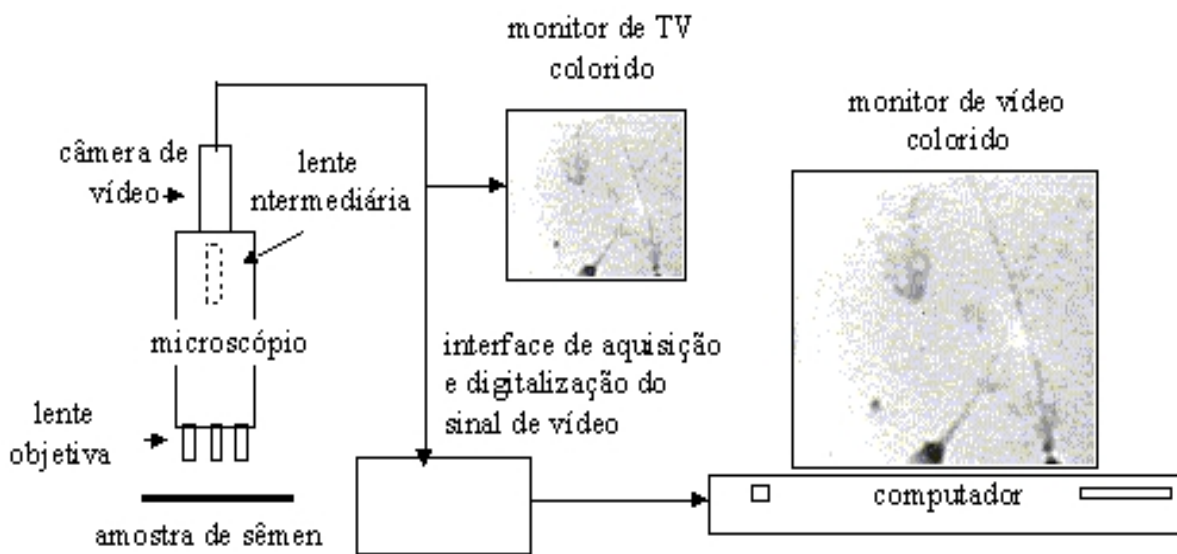 monitor de TV
colorido
monitor de vídeo
colorido
câmera de
vídeo
lente
ntermediária
microscópio
interface de aquisição
e digitalização do
sinal de vídeo
lente
objetiva
computador
amostra de sêmen